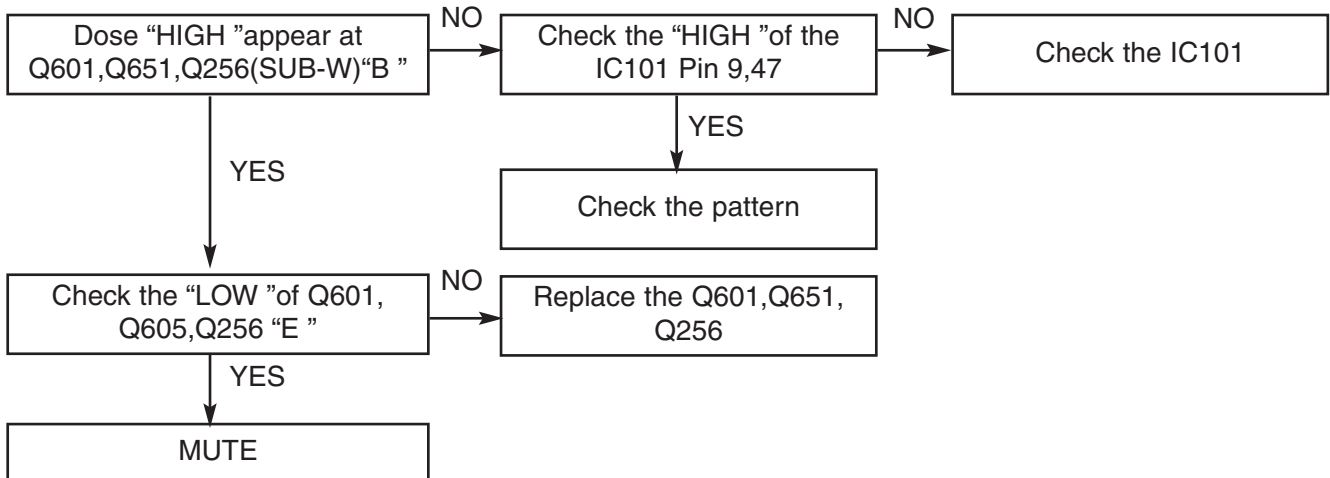 Dose “HIGH ”appear at
Q601,Q651,Q256(SUB-W)“B ”
NO
Check the “HIGH ”of the
IC101 Pin 9,47
NO
Check the IC101
YES
YES
Check the pattern
Check the “LOW ”of Q601,
Q605,Q256 “E ”
NO
Replace the Q601,Q651,
Q256
YES
MUTE